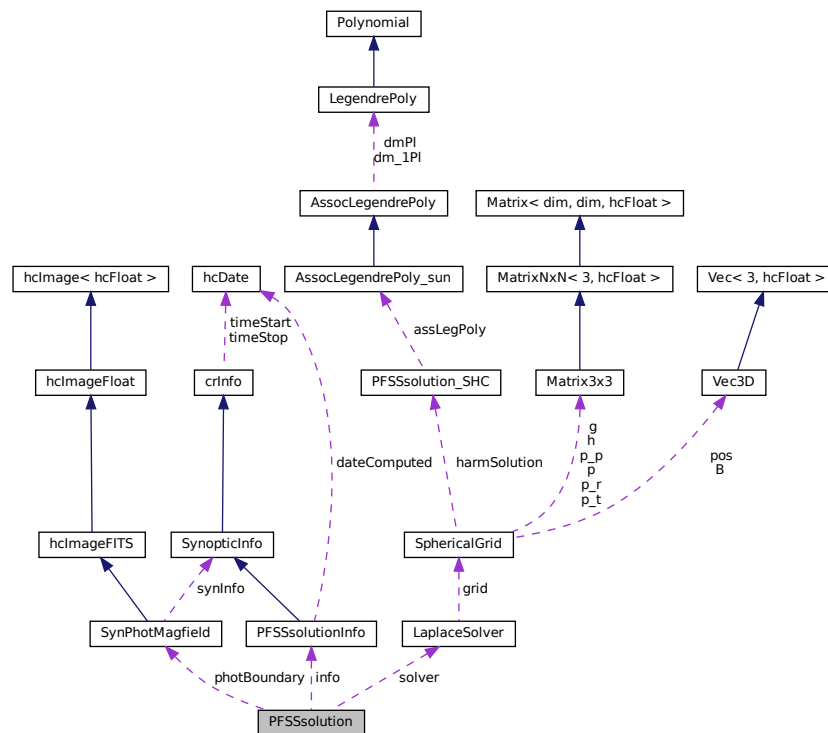 Polynomial
LegendrePoly
dmPl
dm_1Pl
AssocLegendrePoly
Matrix< dim, dim, hcFloat >
hcImage< hcFloat >
hcDate
AssocLegendrePoly_sun
MatrixNxN< 3, hcFloat >
Vec< 3, hcFloat >
timeStart
timeStop
assLegPoly
hcImageFloat
crInfo
PFSSsolution_SHC
Matrix3x3
Vec3D
dateComputed
harmSolution
g
h
p_p
p
p_r
p_t
pos
B
hcImageFITS
SynopticInfo
SphericalGrid
synInfo
grid
SynPhotMagfield
PFSSsolutionInfo
LaplaceSolver
photBoundary
info
solver
PFSSsolution